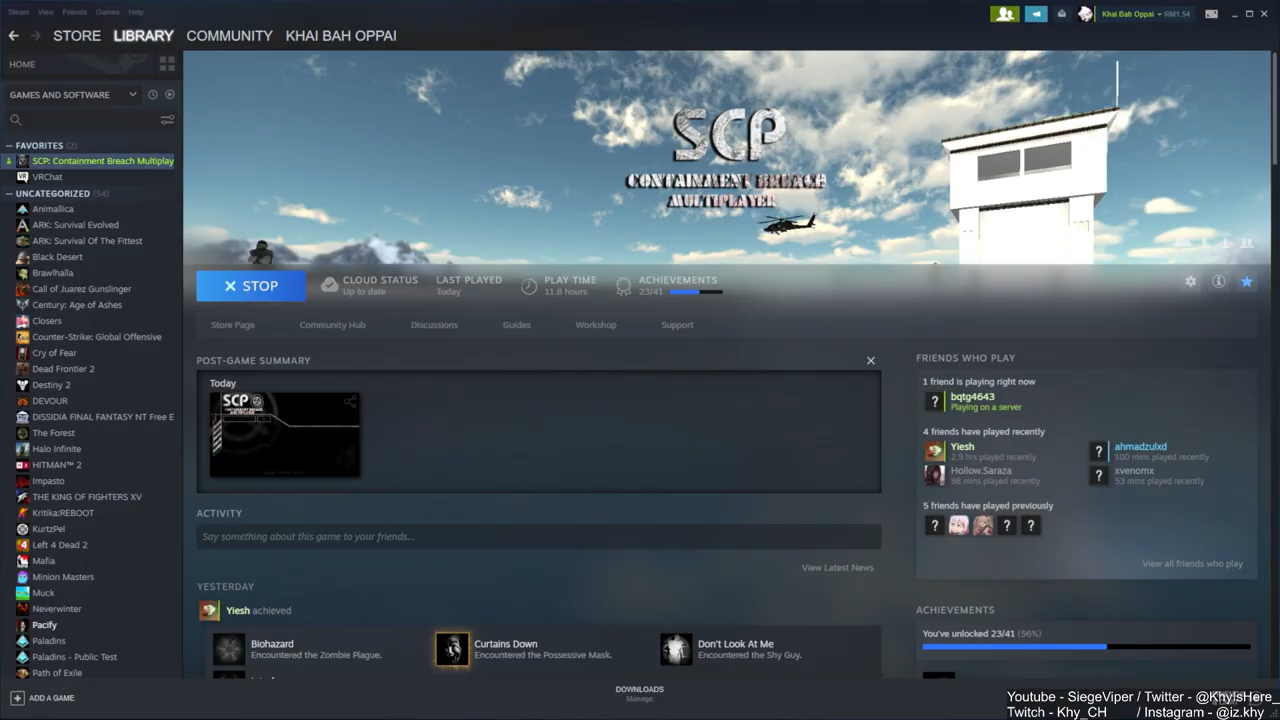 Steam View Friends Games Help
Khai Bah Oppai RM1.54
STORE LIBRARY COMMUNITY KHAI BAH OPPAI
HOME
GAMES AND SOFTWARE
FAVORITES (2)
SCP: Containment Breach Multiplay
VRChat
UNCATEGORIZED (54)
Animallica
ARK: Survival Evolved
ARK: Survival Of The Fittest
Black Desert
Brawlhalla
Call of Juarez Gunslinger
Century: Age of Ashes
Closers
Counter-Strike: Global Offensive
Cry of Fear
Dead Frontier 2
Destiny 2
DEVOUR
DISSIDIA FINAL FANTASY NT Free E
The Forest
Halo Infinite
HITMAN™ 2
Impasto
THE KING OF FIGHTERS XV
Kritika:REBOOT
KurtzPel
Left 4 Dead 2
Mafia
Minion Masters
Muck
Neverwinter
Pacify
Paladins
Paladins - Public Test
Path of Exile
ADD A GAME
SCP
CONTAINMENT BREACH
MULTIPLAYER
STOP
CLOUD STATUS
Up to date
LAST PLAYED
Today
PLAY TIME
11.8 hours
ACHIEVEMENTS
23/41
Store Page Community Hub Discussions Guides Workshop Support
POST-GAME SUMMARY
Today
SCP
ACTIVITY
Say something about this game to your friends...
View Latest News
YESTERDAY
Yiesh achieved
Biohazard
Encountered the Zombie Plague.
Curtains Down
Encountered the Possessive Mask.
Don't Look At Me
Encountered the Shy Guy.
FRIENDS WHO PLAY
1 friend is playing right now
bqtg4643
Playing on a server
4 friends have played recently
Yiesh
2.9 hrs played recently
ahmadzulxd
100 mins played recently
Hollow.Saraza
98 mins played recently
xvenomx
53 mins played recently
5 friends have played previously
View all friends who play
ACHIEVEMENTS
You've unlocked 23/41 (56%)
DOWNLOADS
Manage
Youtube - SiegeViper / Twitter - @KhyIsHere_
Twitch - Khy_CH / Instagram - @lz.khy